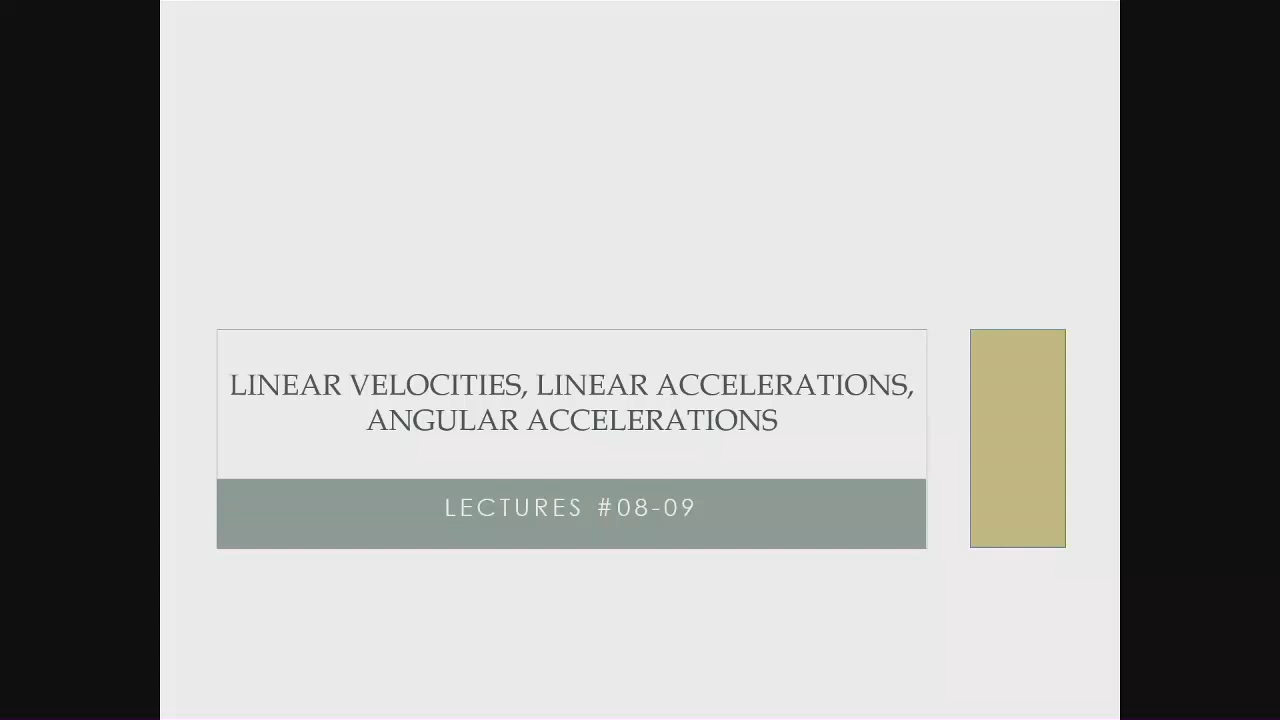 LINEAR VELOCITIES, LINEAR ACCELERATIONS,
ANGULAR ACCELERATIONS
LECTURES #08-09